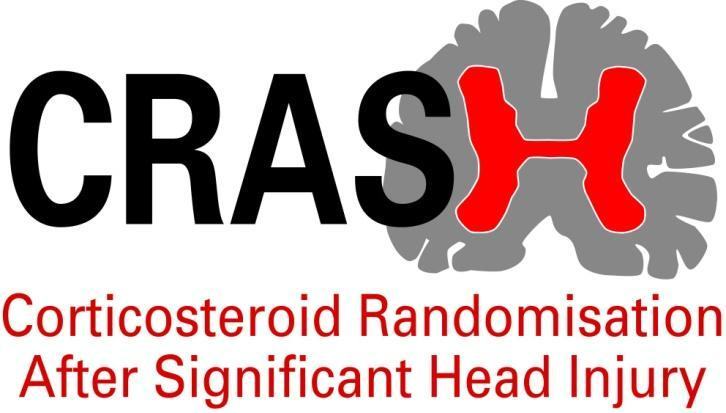 CRASH
Corticosteroid Randomisation
After Significant Head Injury